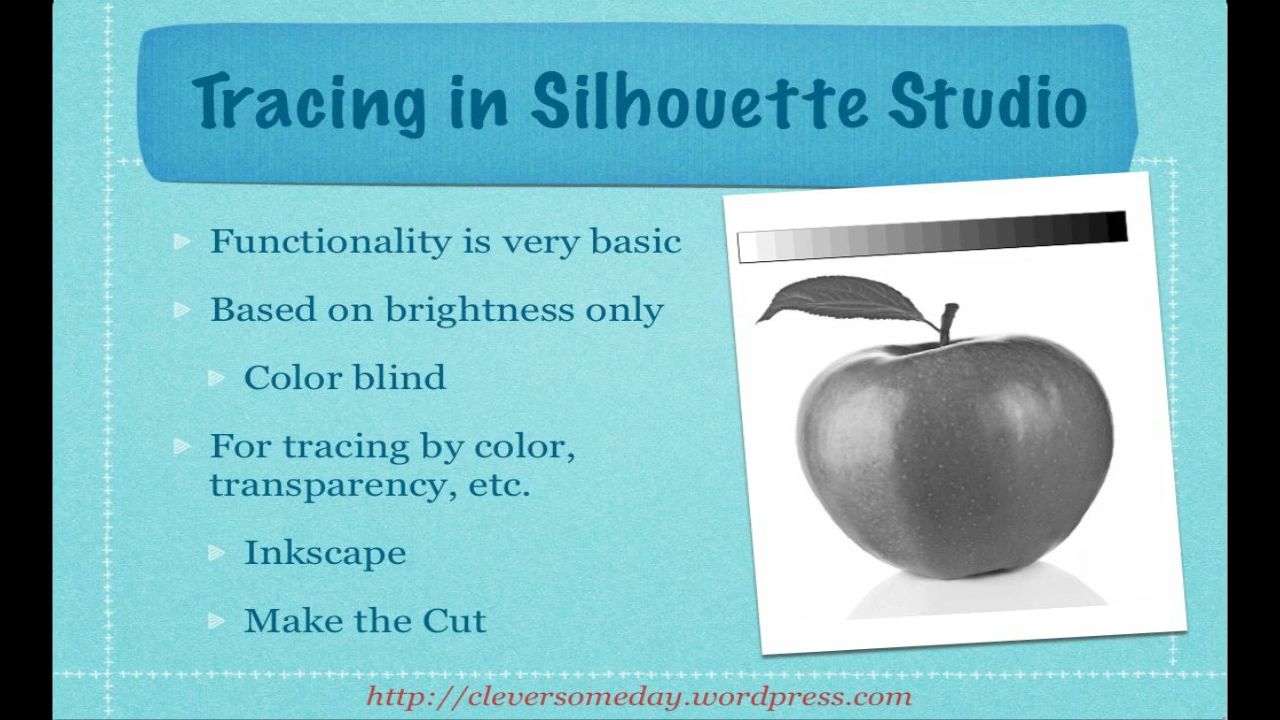 Tracing in Silhouette Studio
Functionality is very basic
Based on brightness only
Color blind
For tracing by color,
transparency, etc.
Inkscape
Make the Cut
http://cleversomeday.wordpress.com